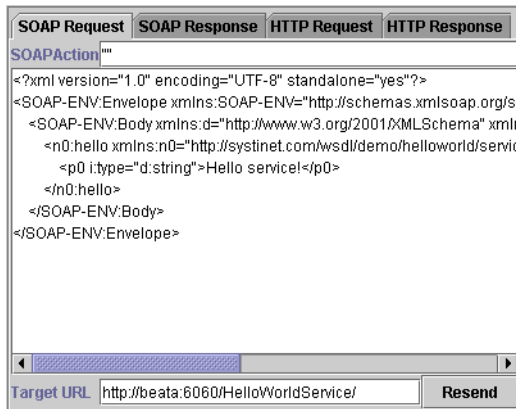 SOAP Request SOAP Response HTTP Request HTTP Response
SOAPAction ""
<?xml version="1.0" encoding="UTF-8" standalone="yes"?>
<SOAP-ENV:Envelope xmlns:SOAP-ENV="http://schemas.xmlsoap.org/s
<SOAP-ENV:Body xmlns:d="http://www.w3.org/2001/XMLSchema" xml
<n0:hello xmlns:n0="http://systinet.com/wsdl/demo/helloworld/servic
<p0 i:type="d:string">Hello service!</p0>
</n0:hello>
</SOAP-ENV:Body>
</SOAP-ENV:Envelope>
Target URL http://beata:6060/HelloWorldService/ Resend